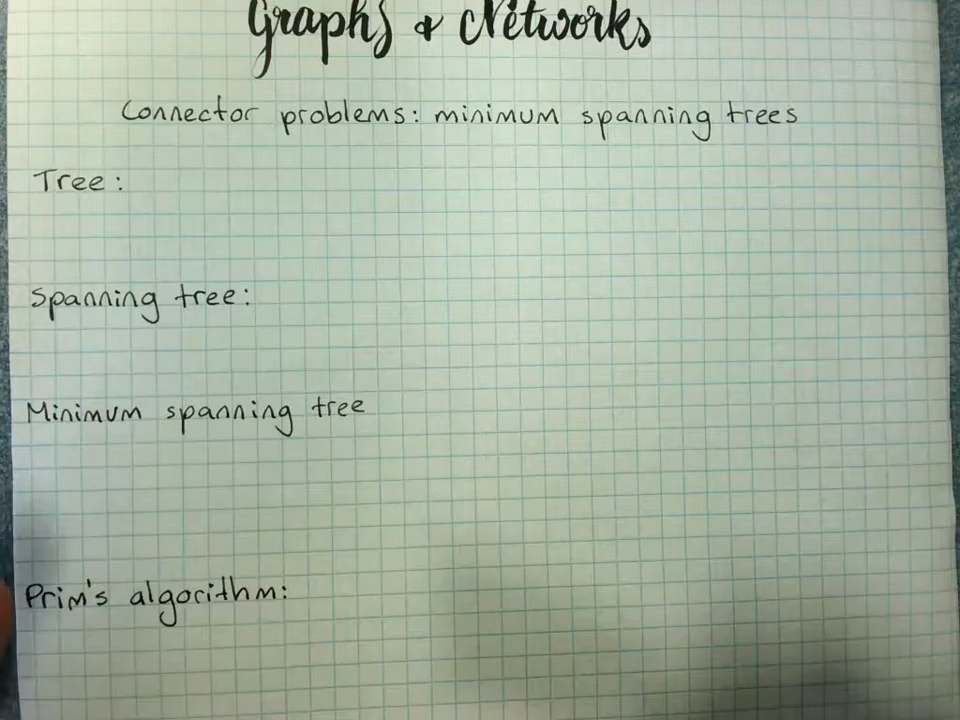 Graphs & Networks
Connector problems: minimum spanning trees
Tree:
Spanning tree:
Minimum spanning tree
Prim's algorithm: